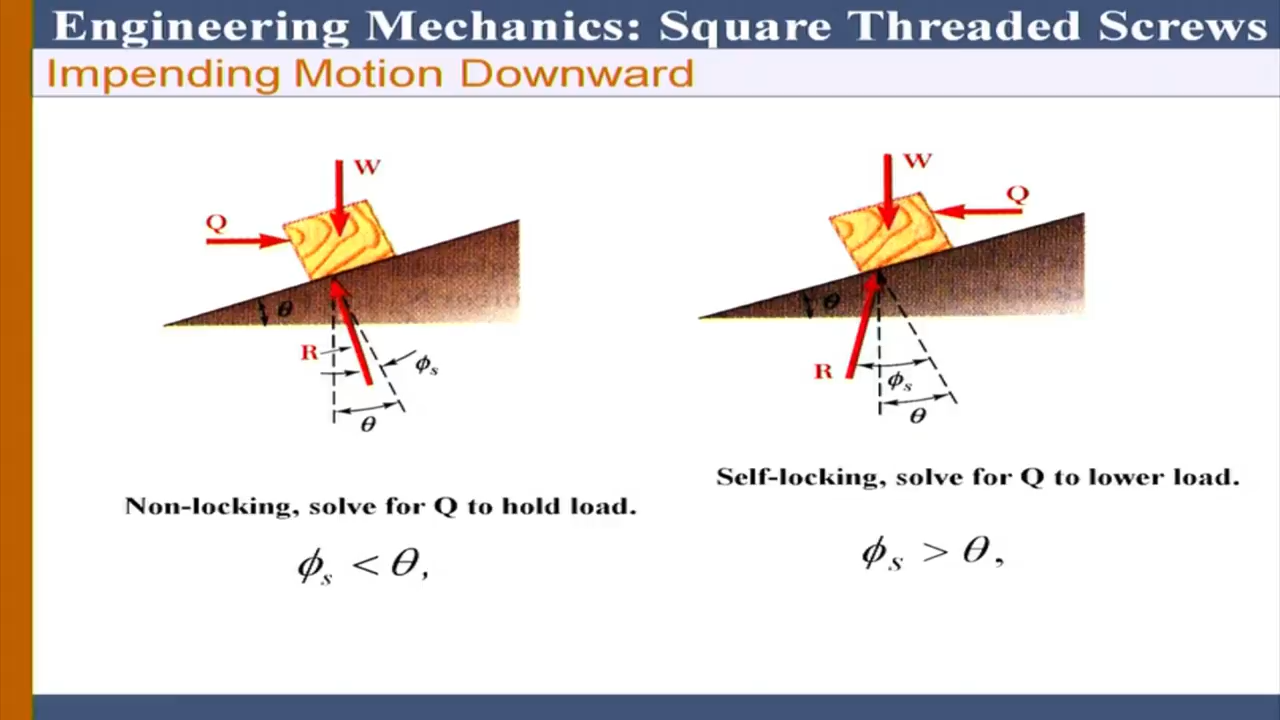 Engineering Mechanics: Square Threaded Screws
Impending Motion Downward
W
Q
θ
R
ϕs
θ
Non-locking, solve for Q to hold load.
ϕs < θ,
W
Q
θ
R
ϕs
θ
Self-locking, solve for Q to lower load.
ϕs > θ,